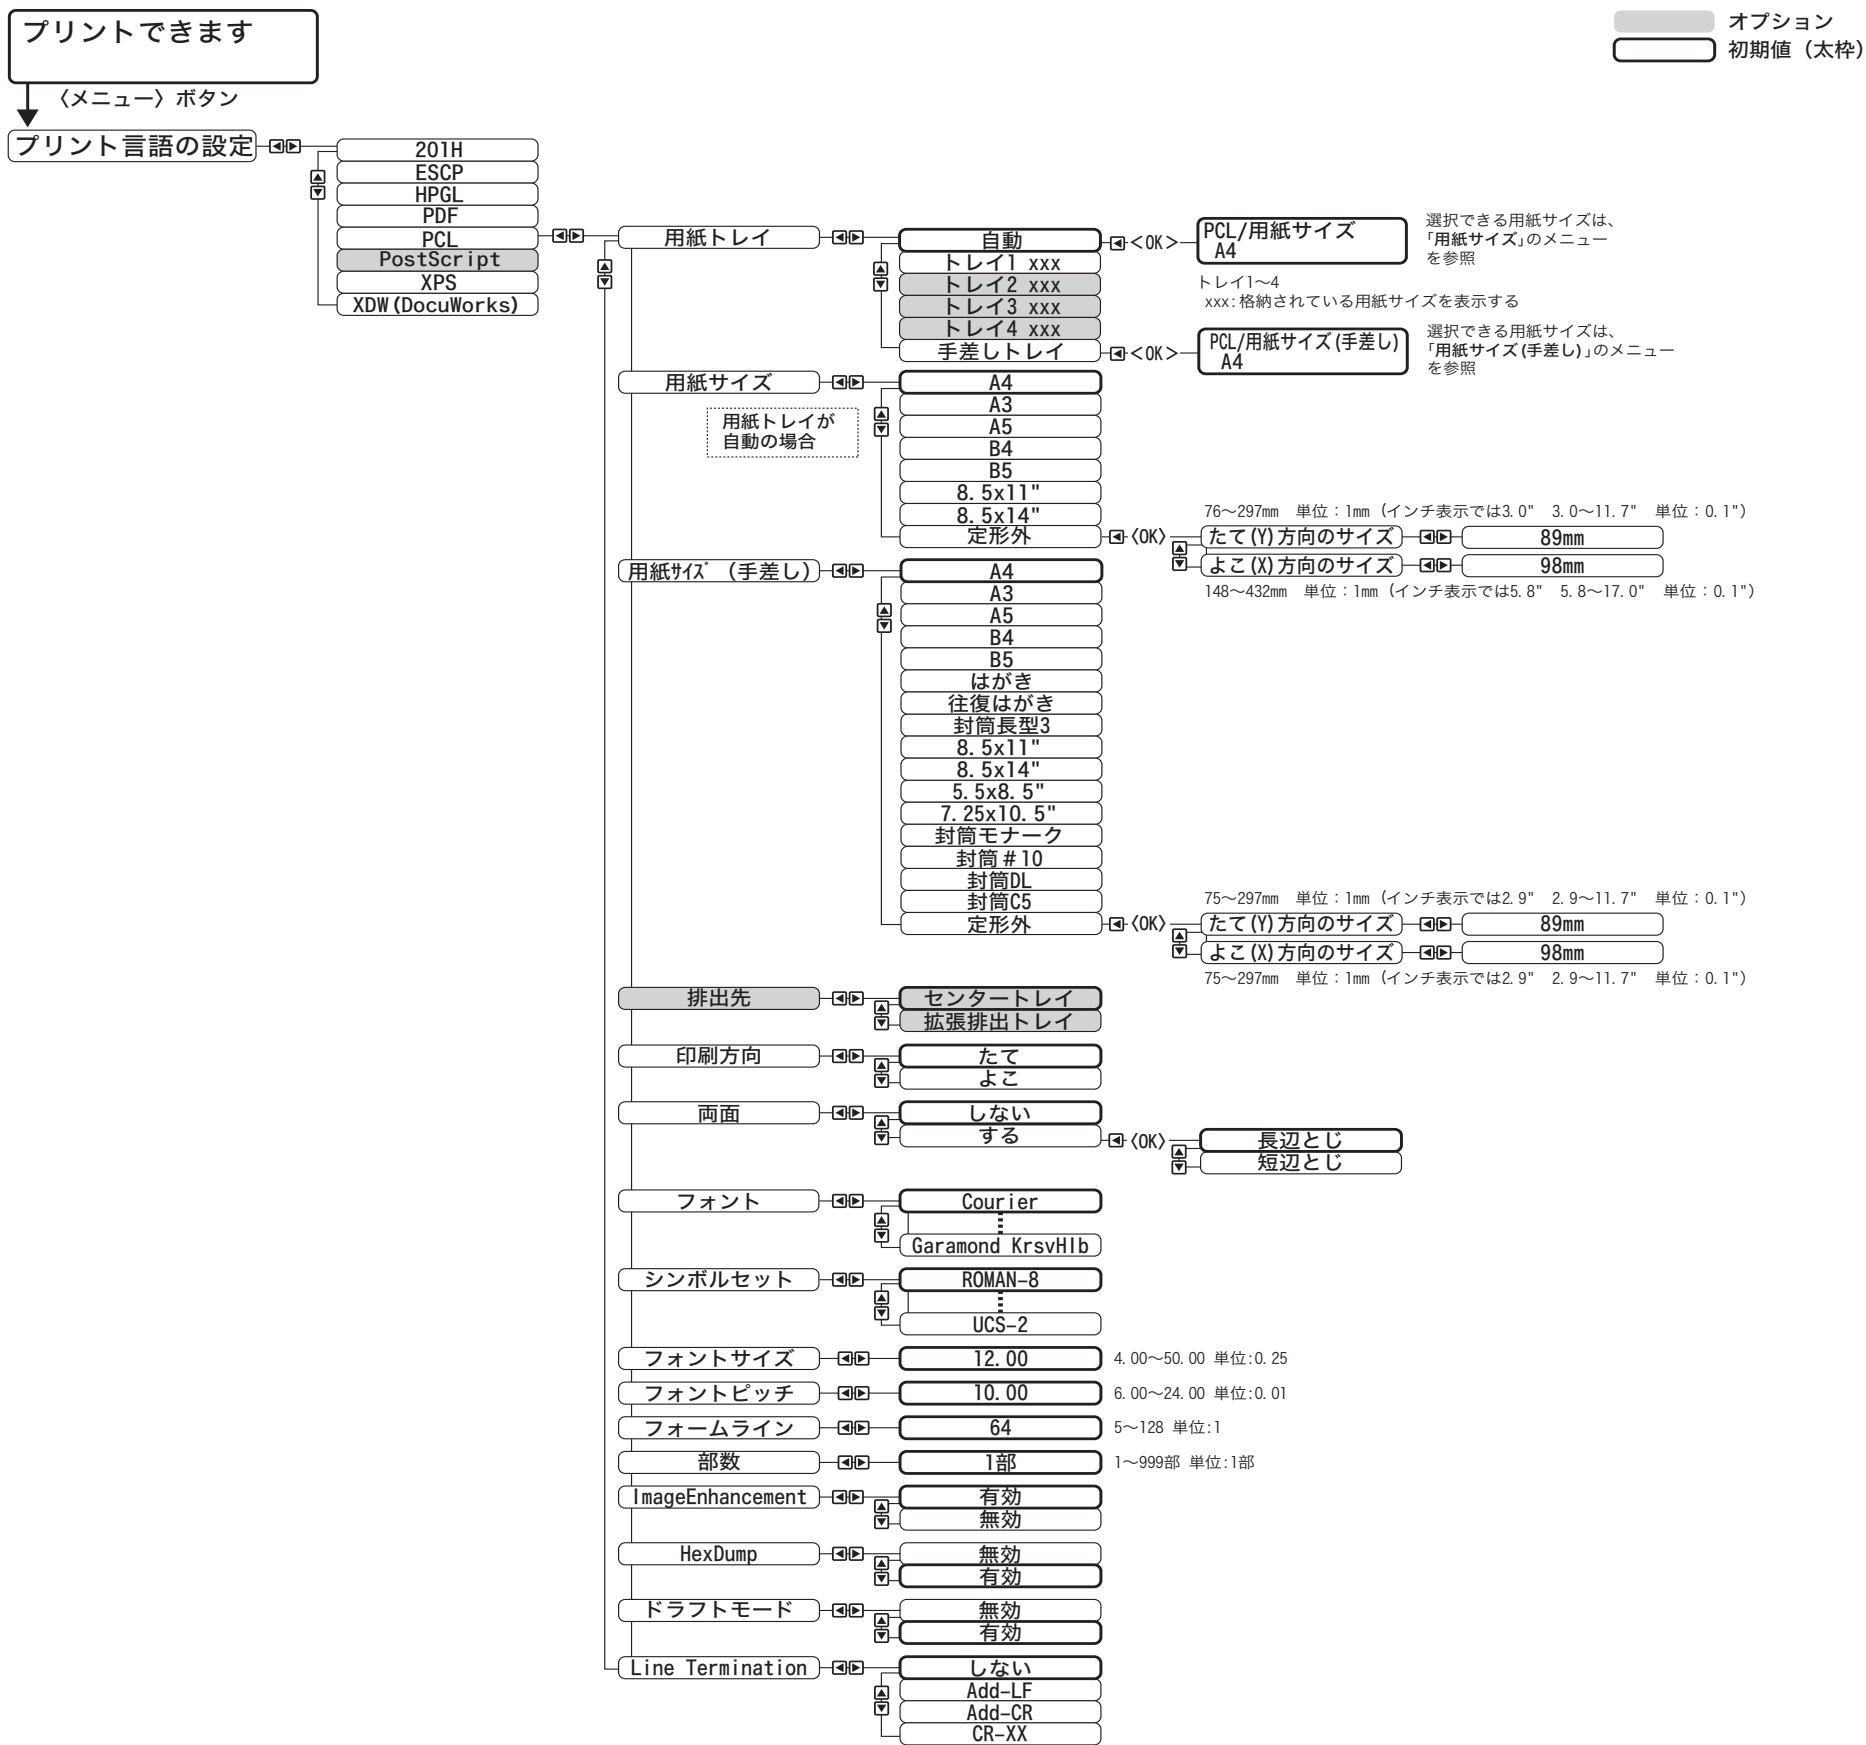 プリントできます
オプション
初期値（太枠）
〈メニュー〉ボタン
プリント言語の設定
201H
ESCP
HPGL
PDF
PCL
PostScript
XPS
XDW(DocuWorks)
用紙トレイ
自動
<OK>
PCL/用紙サイズ
A4
選択できる用紙サイズは、
「用紙サイズ」のメニュー
を参照
トレイ1 xxx
トレイ2 xxx
トレイ3 xxx
トレイ4 xxx
トレイ1～4
xxx:格納されている用紙サイズを表示する
手差しトレイ
<OK>
PCL/用紙サイズ(手差し)
A4
選択できる用紙サイズは、
「用紙サイズ(手差し)」のメニュー
を参照
用紙サイズ
用紙トレイが
自動の場合
A4
A3
A5
B4
B5
8.5x11"
8.5x14"
定形外
〈OK〉
76～297mm 単位：1mm (インチ表示では3.0" 3.0～11.7" 単位：0.1")
たて(Y)方向のサイズ
89mm
よこ(X)方向のサイズ
98mm
148～432mm 単位：1mm (インチ表示では5.8" 5.8～17.0" 単位：0.1")
用紙ｻｲｽﾞ（手差し）
A4
A3
A5
B4
B5
はがき
往復はがき
封筒長型3
8.5x11"
8.5x14"
5.5x8.5"
7.25x10.5"
封筒モナーク
封筒＃10
封筒DL
封筒C5
定形外
〈OK〉
75～297mm 単位：1mm (インチ表示では2.9" 2.9～11.7" 単位：0.1")
たて(Y)方向のサイズ
89mm
よこ(X)方向のサイズ
98mm
75～297mm 単位：1mm (インチ表示では2.9" 2.9～11.7" 単位：0.1")
排出先
センタートレイ
拡張排出トレイ
印刷方向
たて
よこ
両面
しない
する
〈OK〉
長辺とじ
短辺とじ
フォント
Courier
Garamond KrsvHlb
シンボルセット
ROMAN-8
UCS-2
フォントサイズ
12.00
4.00～50.00 単位:0.25
フォントピッチ
10.00
6.00～24.00 単位:0.01
フォームライン
64
5～128 単位:1
部数
1部
1～999部 単位:1部
ImageEnhancement
有効
無効
HexDump
無効
有効
ドラフトモード
無効
有効
Line Termination
しない
Add-LF
Add-CR
CR-XX